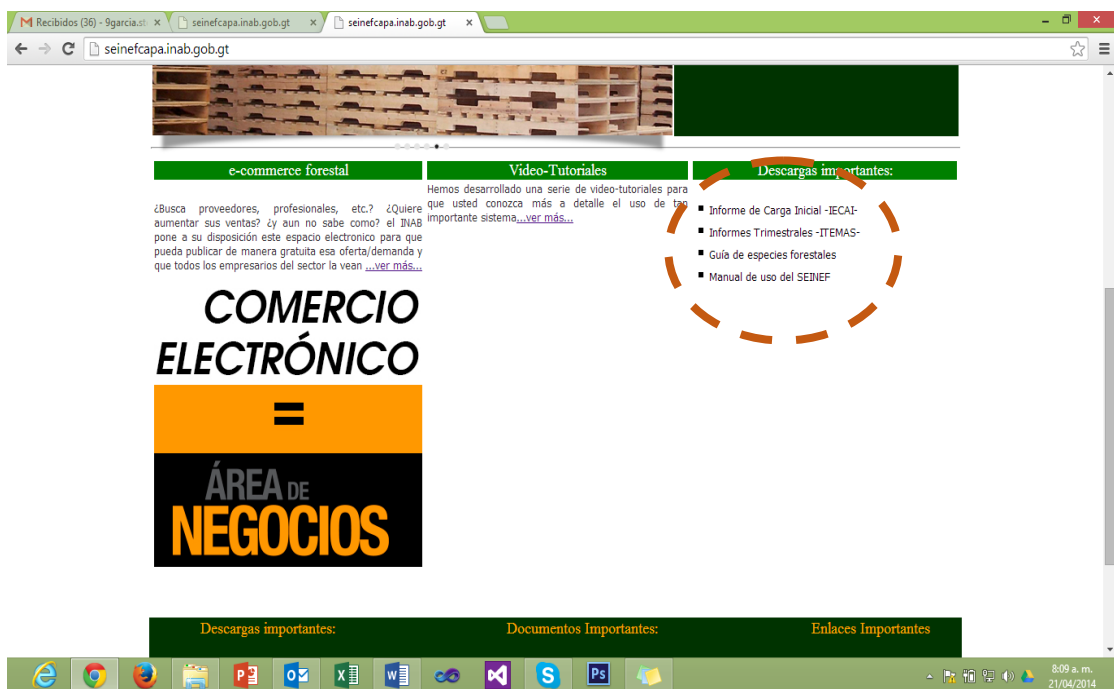 Recibidos (36) - 9garcia.st
seinefcapa.inab.gob.gt
seinefcapa.inab.gob.gt
seinefcapa.inab.gob.gt
e-commerce forestal
¿Busca proveedores, profesionales, etc.? ¿Quiere
aumentar sus ventas? ¿y aun no sabe como? el INAB
pone a su disposición este espacio electronico para que
pueda publicar de manera gratuita esa oferta/demanda y
que todos los empresarios del sector la vean ...ver más...
COMERCIO
ELECTRÓNICO
=
ÁREA DE
NEGOCIOS
Video-Tutoriales
Hemos desarrollado una serie de video-tutoriales para
que usted conozca más a detalle el uso de tan
importante sistema...ver más...
Descargas importantes:
Informe de Carga Inicial -IECAI-
Informes Trimestrales -ITEMAS-
Guía de especies forestales
Manual de uso del SEINEF
Descargas importantes:
Documentos Importantes:
Enlaces Importantes
8:09 a. m.
21/04/2014